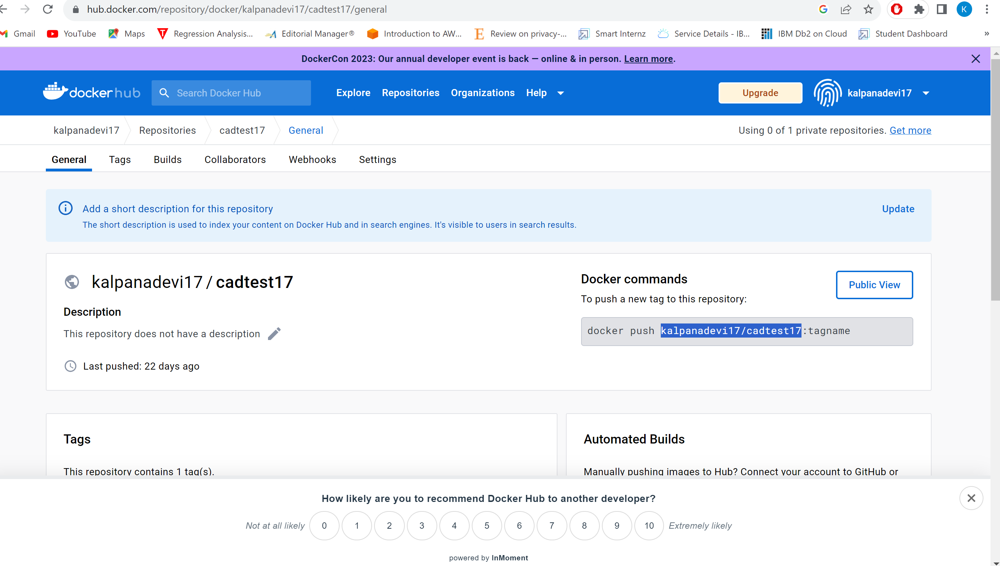 hub.docker.com/repository/docker/kalpanadevi17/cadtest17/general
K
Gmail YouTube Maps Regression Analysis... Editorial Manager® Introduction to AW... Review on privacy-... Smart Internz Service Details - IB... IBM Db2 on Cloud Student Dashboard »
DockerCon 2023: Our annual developer event is back — online & in person. Learn more.
docker hub Search Docker Hub Explore Repositories Organizations Help Upgrade kalpanadevi17
kalpanadevi17 Repositories cadtest17 General Using 0 of 1 private repositories. Get more
General Tags Builds Collaborators Webhooks Settings
Add a short description for this repository Update
The short description is used to index your content on Docker Hub and in search engines. It's visible to users in search results.
kalpanadevi17 / cadtest17
Description
This repository does not have a description
Last pushed: 22 days ago
Docker commands
Public View
To push a new tag to this repository:
docker push kalpanadevi17/cadtest17:tagname
Tags
This repository contains 1 tag(s).
Automated Builds
Manually pushing images to Hub? Connect your account to GitHub or
How likely are you to recommend Docker Hub to another developer?
Not at all likely 0 1 2 3 4 5 6 7 8 9 10 Extremely likely
powered by InMoment